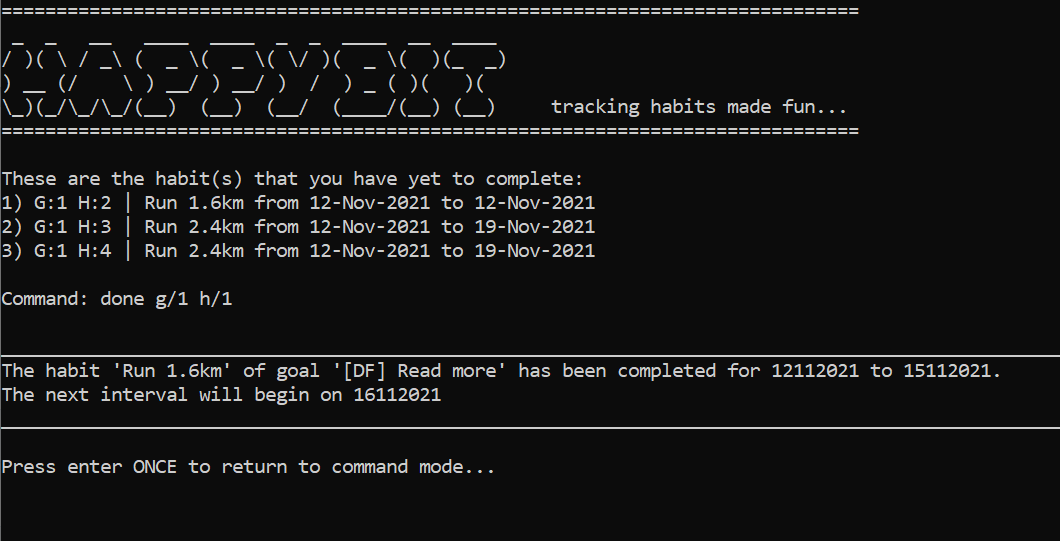 HAPPYBIT tracking habits made fun...
These are the habit(s) that you have yet to complete:
1) G:1 H:2 | Run 1.6km from 12-Nov-2021 to 12-Nov-2021
2) G:1 H:3 | Run 2.4km from 12-Nov-2021 to 19-Nov-2021
3) G:1 H:4 | Run 2.4km from 12-Nov-2021 to 19-Nov-2021
Command: done g/1 h/1
The habit 'Run 1.6km' of goal '[DF] Read more' has been completed for 12112021 to 15112021.
The next interval will begin on 16112021
Press enter ONCE to return to command mode...